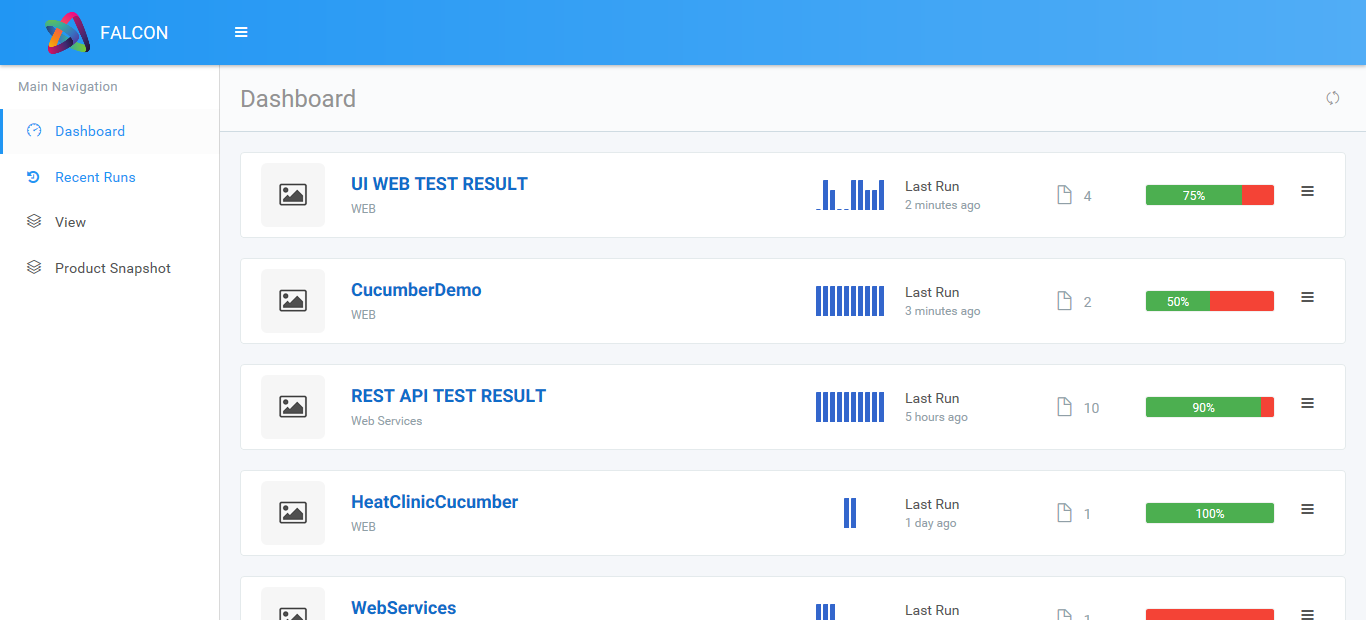 FALCON
Main Navigation
Dashboard
Recent Runs
View
Product Snapshot
Dashboard
UI WEB TEST RESULT
WEB
Last Run
2 minutes ago
4
75%
CucumberDemo
WEB
Last Run
3 minutes ago
2
50%
REST API TEST RESULT
Web Services
Last Run
5 hours ago
10
90%
HeatClinicCucumber
WEB
Last Run
1 day ago
1
100%
WebServices
Last Run